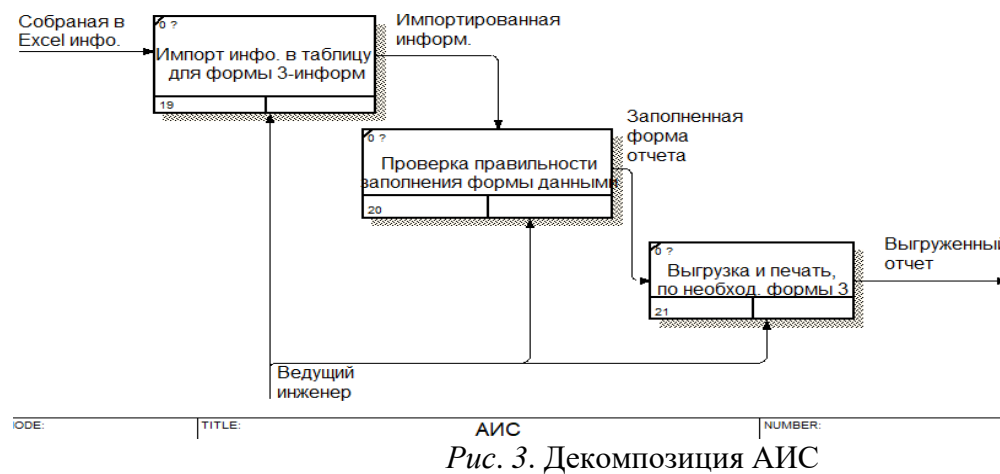 Собраная в
Excel инфо.
0 ?
Импорт инфо. в таблицу
для формы 3-информ
19
Импортированная
информ.
0 ?
Проверка правильности
заполнения формы данными
20
Заполненная
форма
отчета
0 ?
Выгрузка и печать,
по необход. формы 3
21
Выгруженный
отчет
Ведущий
инженер
ODE:
TITLE:
АИС
NUMBER:
Рис. 3. Декомпозиция АИС